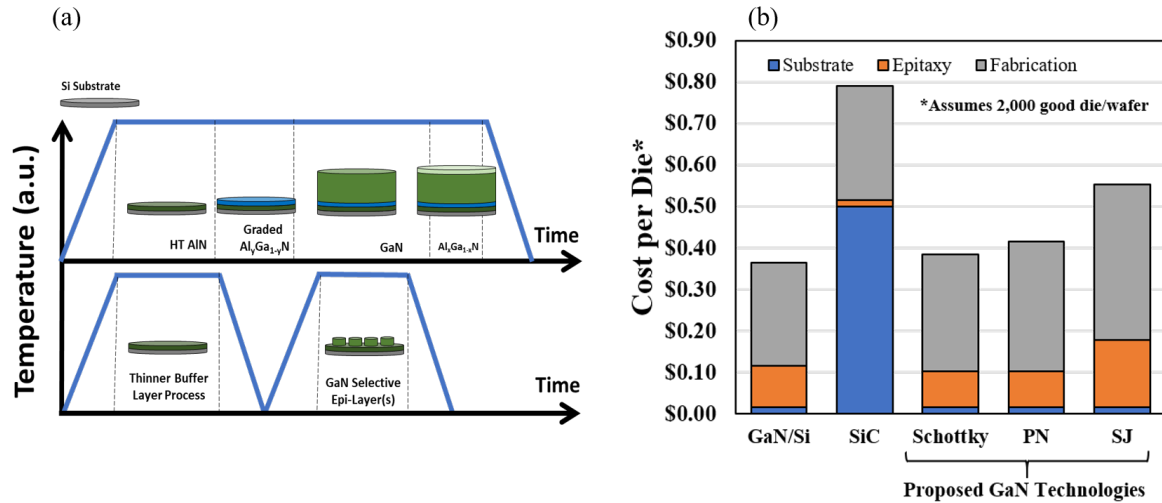 (a)
Si Substrate
Temperature (a.u.)
HT AlN
Graded
AlyGa1-yN
GaN
AlxGa1-xN
Time
Thinner Buffer
Layer Process
GaN Selective
Epi-Layer(s)
Time
(b)
Cost per Die*
$0.90
$0.80
$0.70
$0.60
$0.50
$0.40
$0.30
$0.20
$0.10
$0.00
Substrate Epitaxy Fabrication
*Assumes 2,000 good die/wafer
GaN/Si SiC Schottky PN SJ
Proposed GaN Technologies